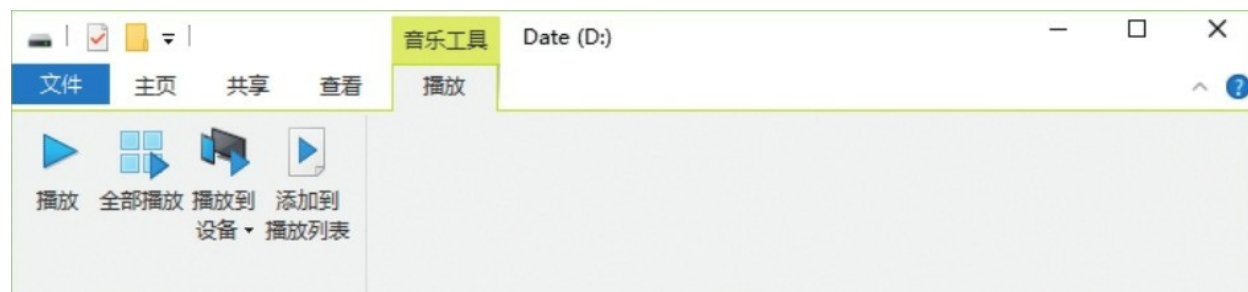 音乐工具 Date (D:)
文件 主页 共享 查看 播放
播放 全部播放 播放到 添加到
设备 播放列表